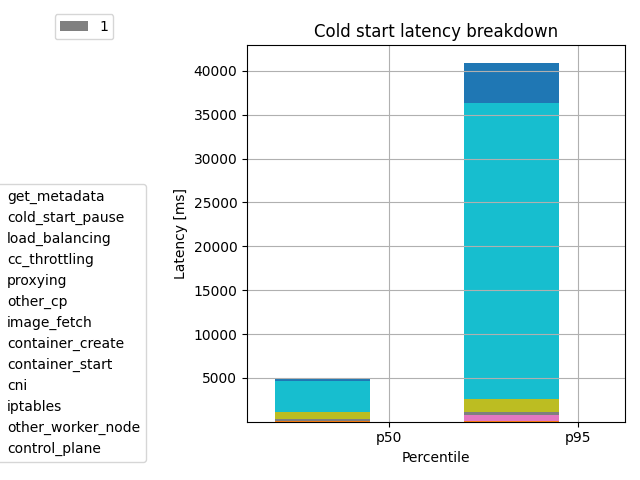 1
Cold start latency breakdown
40000
35000
30000
25000
20000
15000
10000
5000
Latency [ms]
p50
p95
Percentile
get_metadata
cold_start_pause
load_balancing
cc_throttling
proxying
other_cp
image_fetch
container_create
container_start
cni
iptables
other_worker_node
control_plane